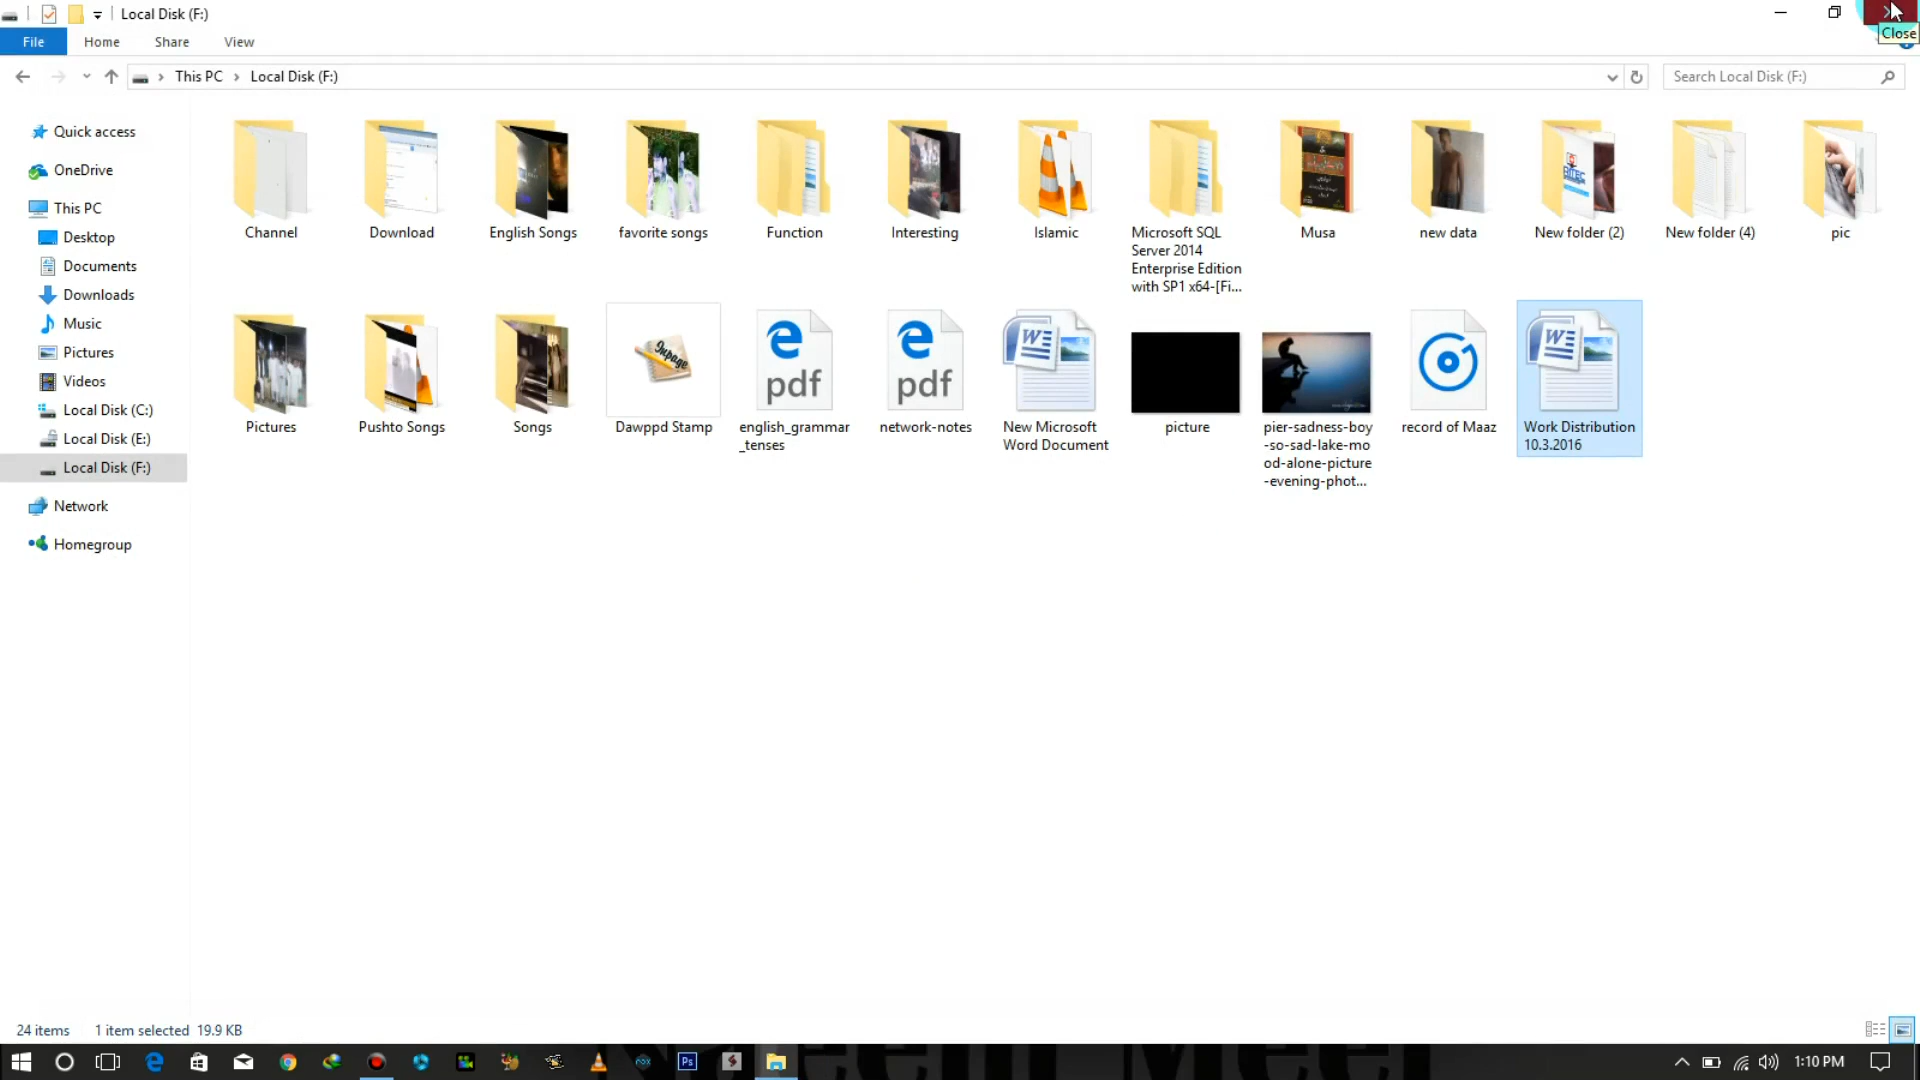 Local Disk (F:)
Close
File Home Share View
This PC Local Disk (F:)
Search Local Disk (F:)
Quick access
OneDrive
This PC
Desktop
Documents
Downloads
Music
Pictures
Videos
Local Disk (C:)
Local Disk (E:)
Local Disk (F:)
Network
Homegroup
Channel
Download
English Songs
favorite songs
Function
Interesting
Islamic
Microsoft SQL
Server 2014
Enterprise Edition
with SP1 x64-[Fi...
Musa
new data
New folder (2)
New folder (4)
pic
Pictures
Pushto Songs
Songs
Inpage
Dawppd Stamp
pdf
english_grammar
_tenses
pdf
network-notes
W
New Microsoft
Word Document
picture
pier-sadness-boy
-so-sad-lake-mo
od-alone-picture
-evening-phot...
record of Maaz
W
Work Distribution
10.3.2016
24 items 1 item selected 19.9 KB
Ps
1:10 PM